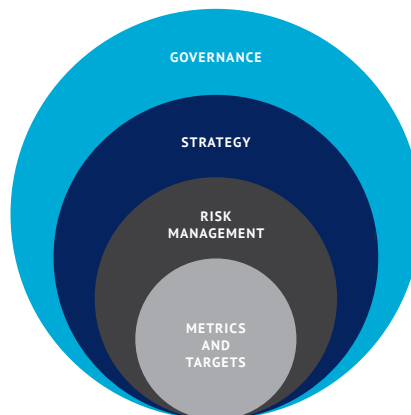 GOVERNANCE
STRATEGY
RISK
MANAGEMENT
METRICS
AND
TARGETS